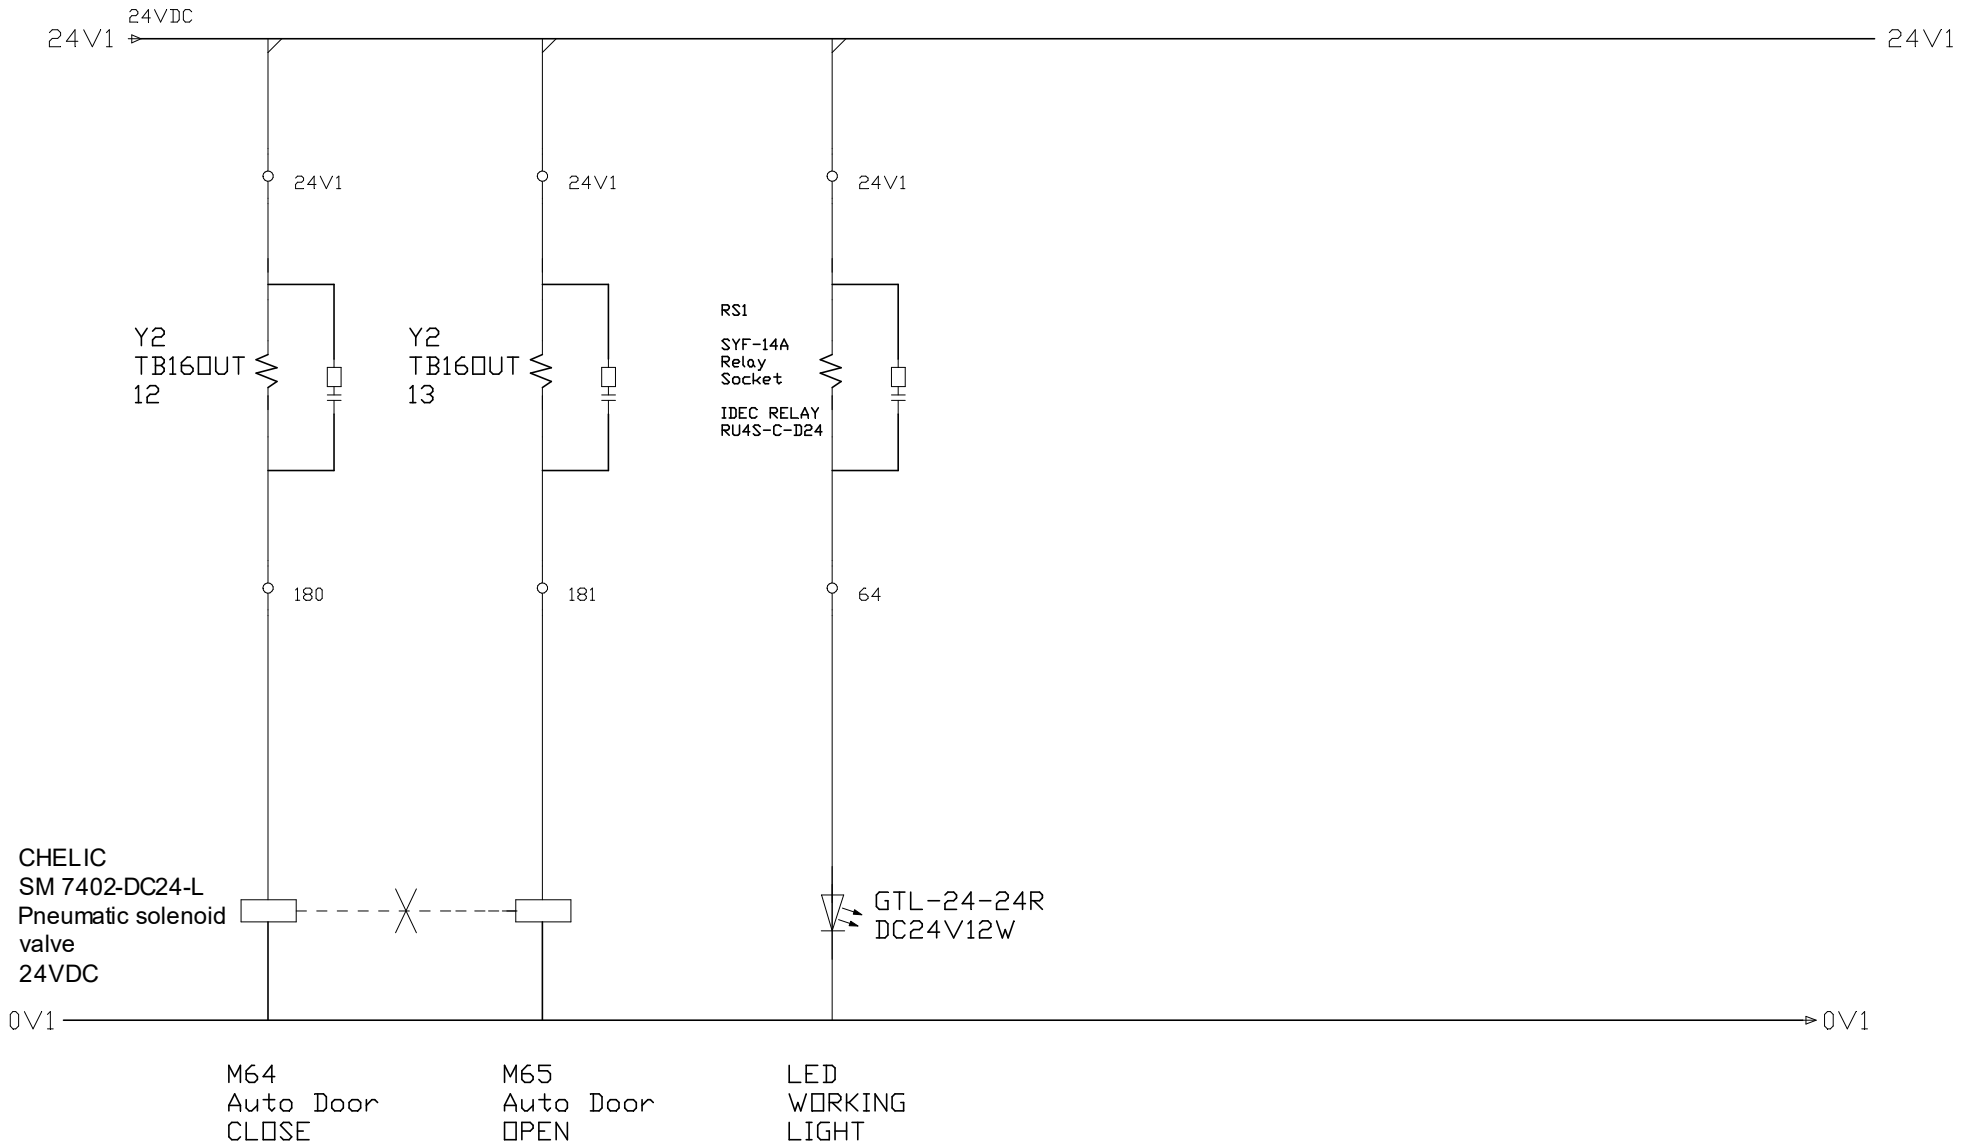 24VDC
24V1
24V1
24V1
24V1
24V1
Y2
TB16OUT
12
Y2
TB16OUT
13
RS1
SYF-14A
Relay
Socket
IDEC RELAY
RU4S-C-D24
180
181
64
CHELIC
SM 7402-DC24-L
Pneumatic solenoid
valve
24VDC
GTL-24-24R
DC24V12W
0V1
0V1
M64
Auto Door
CLOSE
M65
Auto Door
OPEN
LED
WORKING
LIGHT